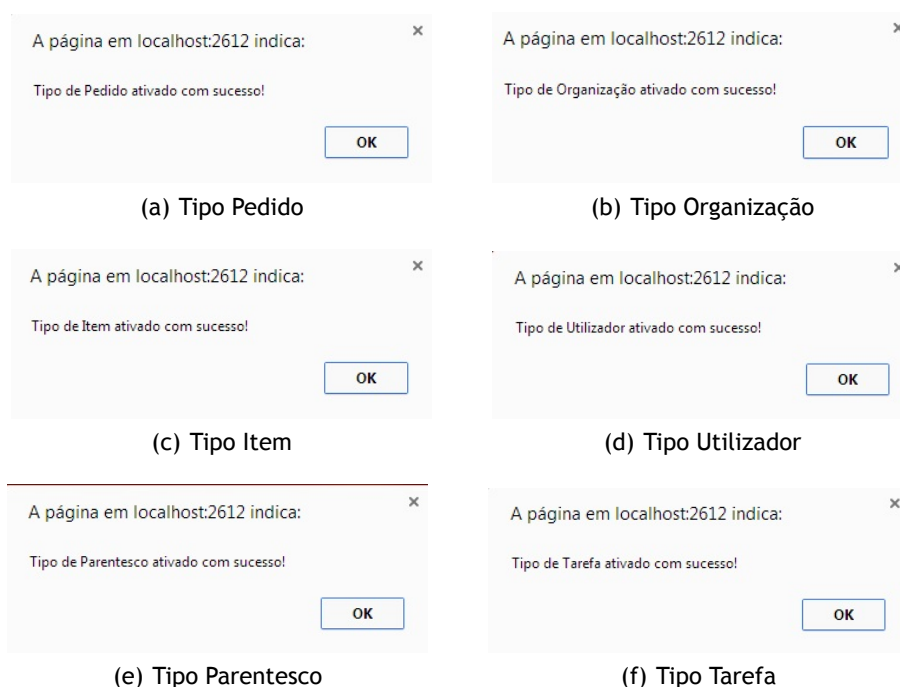 A página em localhost:2612 indica:
×
Tipo de Pedido ativado com sucesso!
OK
(a) Tipo Pedido
A página em localhost:2612 indica:
×
Tipo de Organização ativado com sucesso!
OK
(b) Tipo Organização
A página em localhost:2612 indica:
×
Tipo de Item ativado com sucesso!
OK
(c) Tipo Item
A página em localhost:2612 indica:
×
Tipo de Utilizador ativado com sucesso!
OK
(d) Tipo Utilizador
A página em localhost:2612 indica:
×
Tipo de Parentesco ativado com sucesso!
OK
(e) Tipo Parentesco
A página em localhost:2612 indica:
×
Tipo de Tarefa ativado com sucesso!
OK
(f) Tipo Tarefa